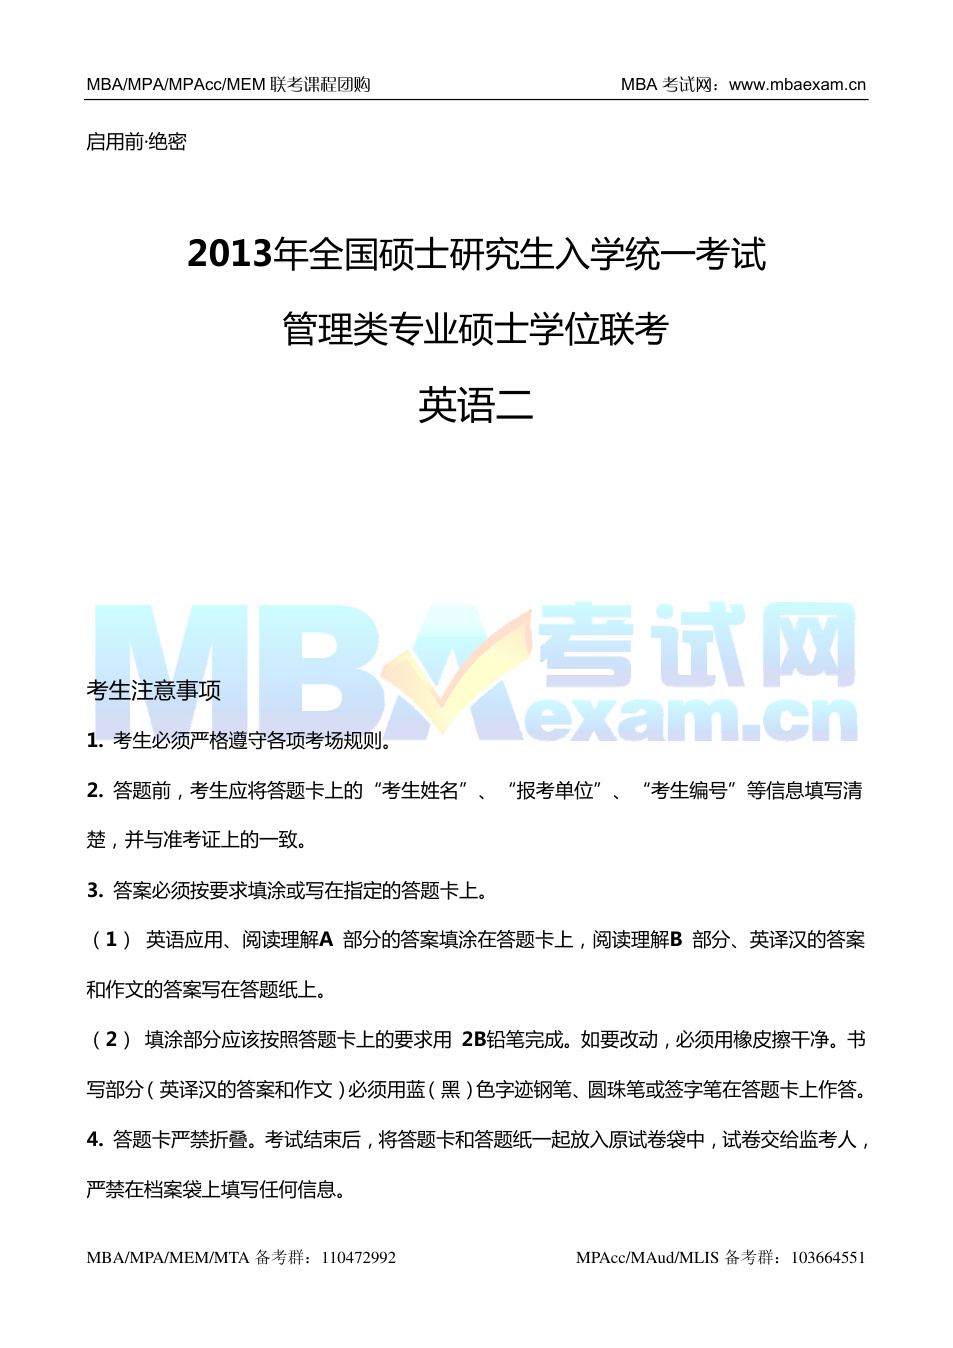 MBA/MPA/MPAcc/MEM 联考课程团购 MBA 考试网：www.mbaexam.cn
启用前·绝密
2013年全国硕士研究生入学统一考试
管理类专业硕士学位联考
英语二
MBA考试网
exam.cn
考生注意事项
1. 考生必须严格遵守各项考场规则。
2. 答题前，考生应将答题卡上的“考生姓名”、“报考单位”、“考生编号”等信息填写清
楚，并与准考证上的一致。
3. 答案必须按要求填涂或写在指定的答题卡上。
（1） 英语应用、阅读理解A 部分的答案填涂在答题卡上，阅读理解B 部分、英译汉的答案
和作文的答案写在答题纸上。
（2） 填涂部分应该按照答题卡上的要求用 2B铅笔完成。如要改动，必须用橡皮擦干净。书
写部分（英译汉的答案和作文）必须用蓝（黑）色字迹钢笔、圆珠笔或签字笔在答题卡上作答。
4. 答题卡严禁折叠。考试结束后，将答题卡和答题纸一起放入原试卷袋中，试卷交给监考人，
严禁在档案袋上填写任何信息。
MBA/MPA/MEM/MTA 备考群：110472992 MPAcc/MAud/MLIS 备考群：103664551